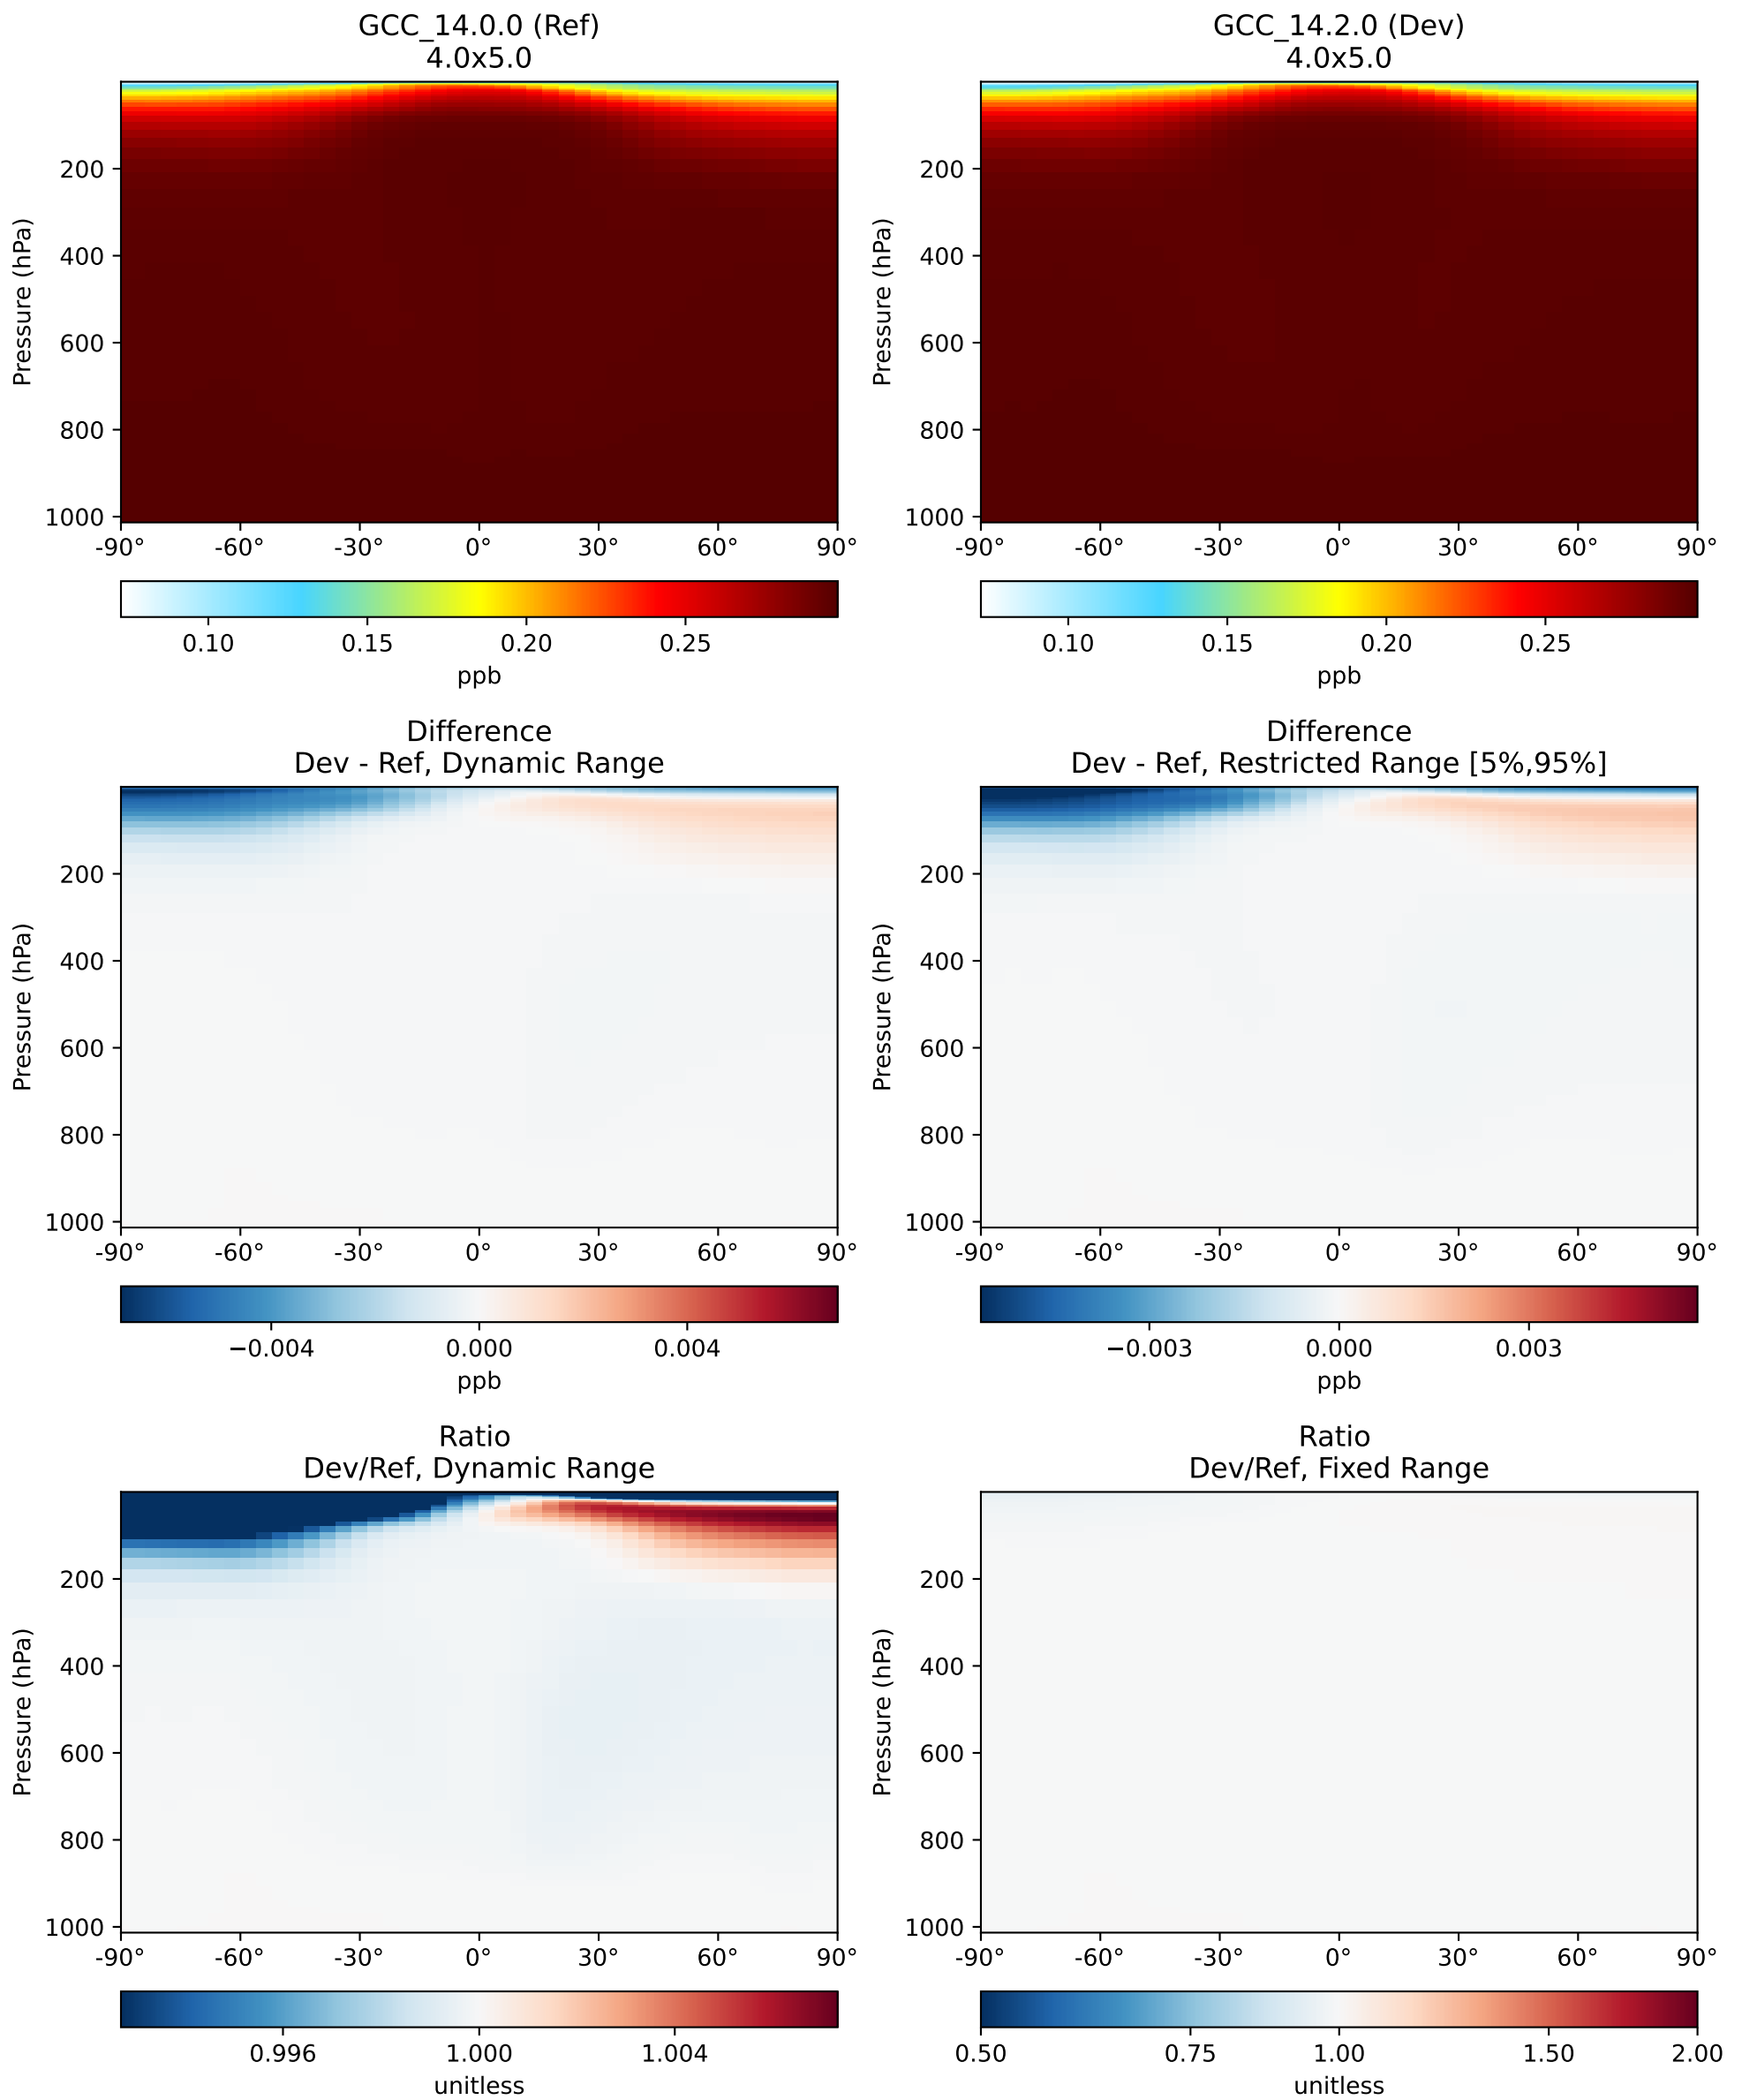 GCC_14.0.0 (Ref)
4.0x5.0
GCC_14.2.0 (Dev)
4.0x5.0
Pressure (hPa)
200
400
600
800
1000
-90° -60° -30° 0° 30° 60° 90°
0.10 0.15 0.20 0.25
ppb
Pressure (hPa)
200
400
600
800
1000
-90° -60° -30° 0° 30° 60° 90°
0.10 0.15 0.20 0.25
ppb
Difference
Dev - Ref, Dynamic Range
Difference
Dev - Ref, Restricted Range [5%,95%]
Pressure (hPa)
200
400
600
800
1000
-90° -60° -30° 0° 30° 60° 90°
−0.004 0.000 0.004
ppb
Pressure (hPa)
200
400
600
800
1000
-90° -60° -30° 0° 30° 60° 90°
−0.003 0.000 0.003
ppb
Ratio
Dev/Ref, Dynamic Range
Ratio
Dev/Ref, Fixed Range
Pressure (hPa)
200
400
600
800
1000
-90° -60° -30° 0° 30° 60° 90°
0.996 1.000 1.004
unitless
Pressure (hPa)
200
400
600
800
1000
-90° -60° -30° 0° 30° 60° 90°
0.50 0.75 1.00 1.50 2.00
unitless